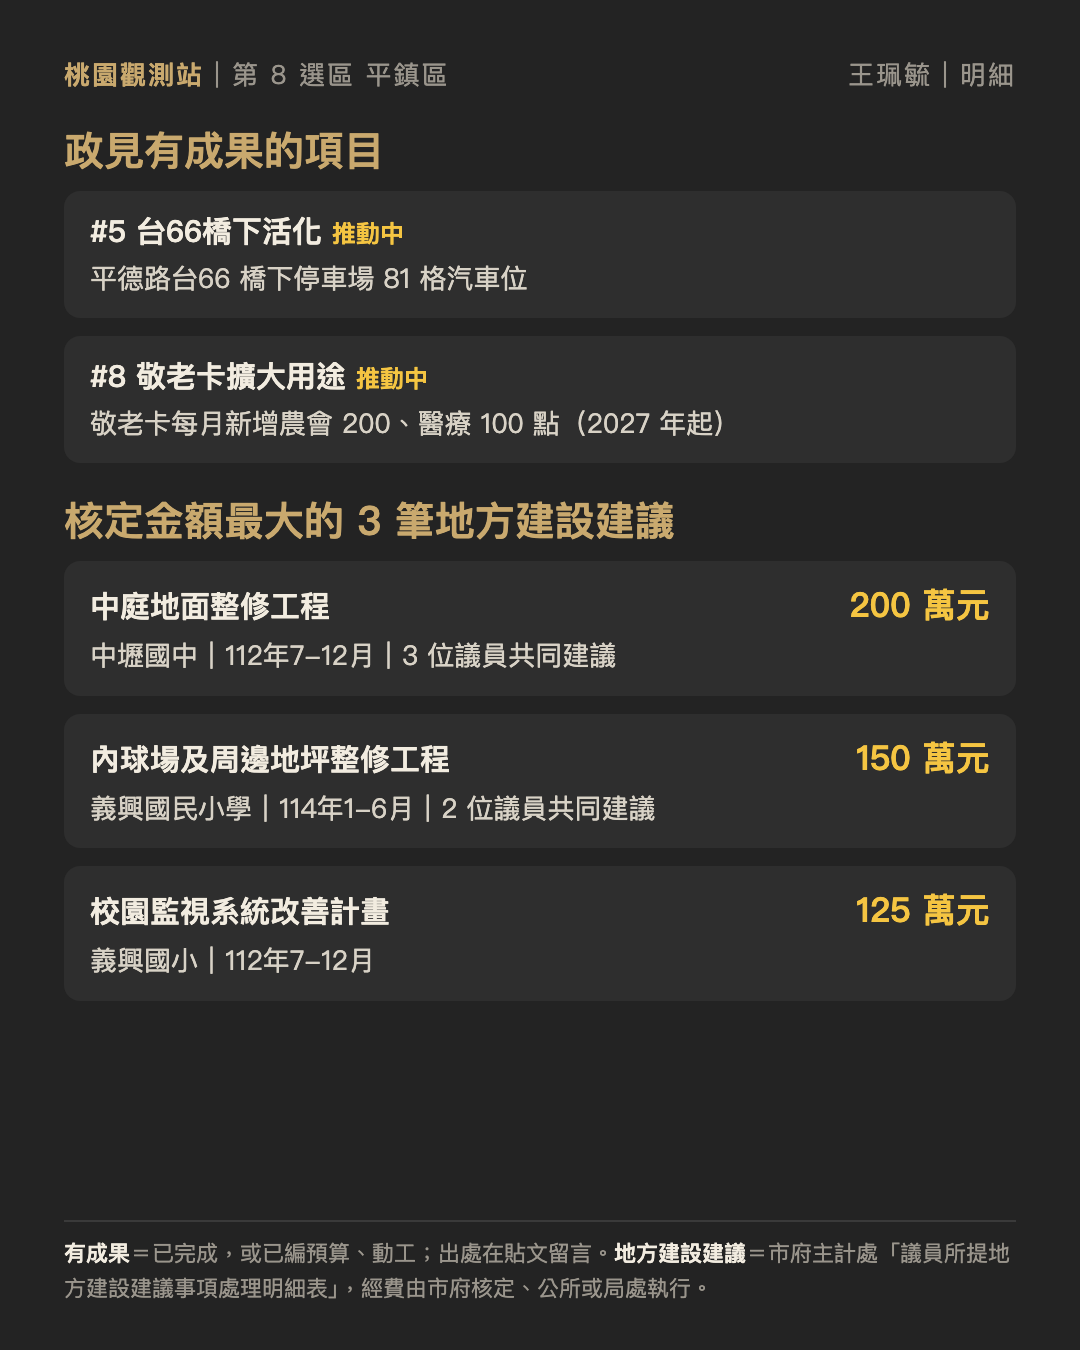 桃園觀測站｜第 8 選區 平鎮區
王珮毓｜明細
政見有成果的項目
#5 台66橋下活化 推動中
平德路台66 橋下停車場 81 格汽車位
#8 敬老卡擴大用途 推動中
敬老卡每月新增農會 200、醫療 100 點（2027 年起）
核定金額最大的 3 筆地方建設建議
中庭地面整修工程
200 萬元
中壢國中｜112年7–12月｜3 位議員共同建議
內球場及周邊地坪整修工程
150 萬元
義興國民小學｜114年1–6月｜2 位議員共同建議
校園監視系統改善計畫
125 萬元
義興國小｜112年7–12月
有成果＝已完成，或已編預算、動工；出處在貼文留言。地方建設建議＝市府主計處「議員所提地
方建設建議事項處理明細表」，經費由市府核定、公所或局處執行。